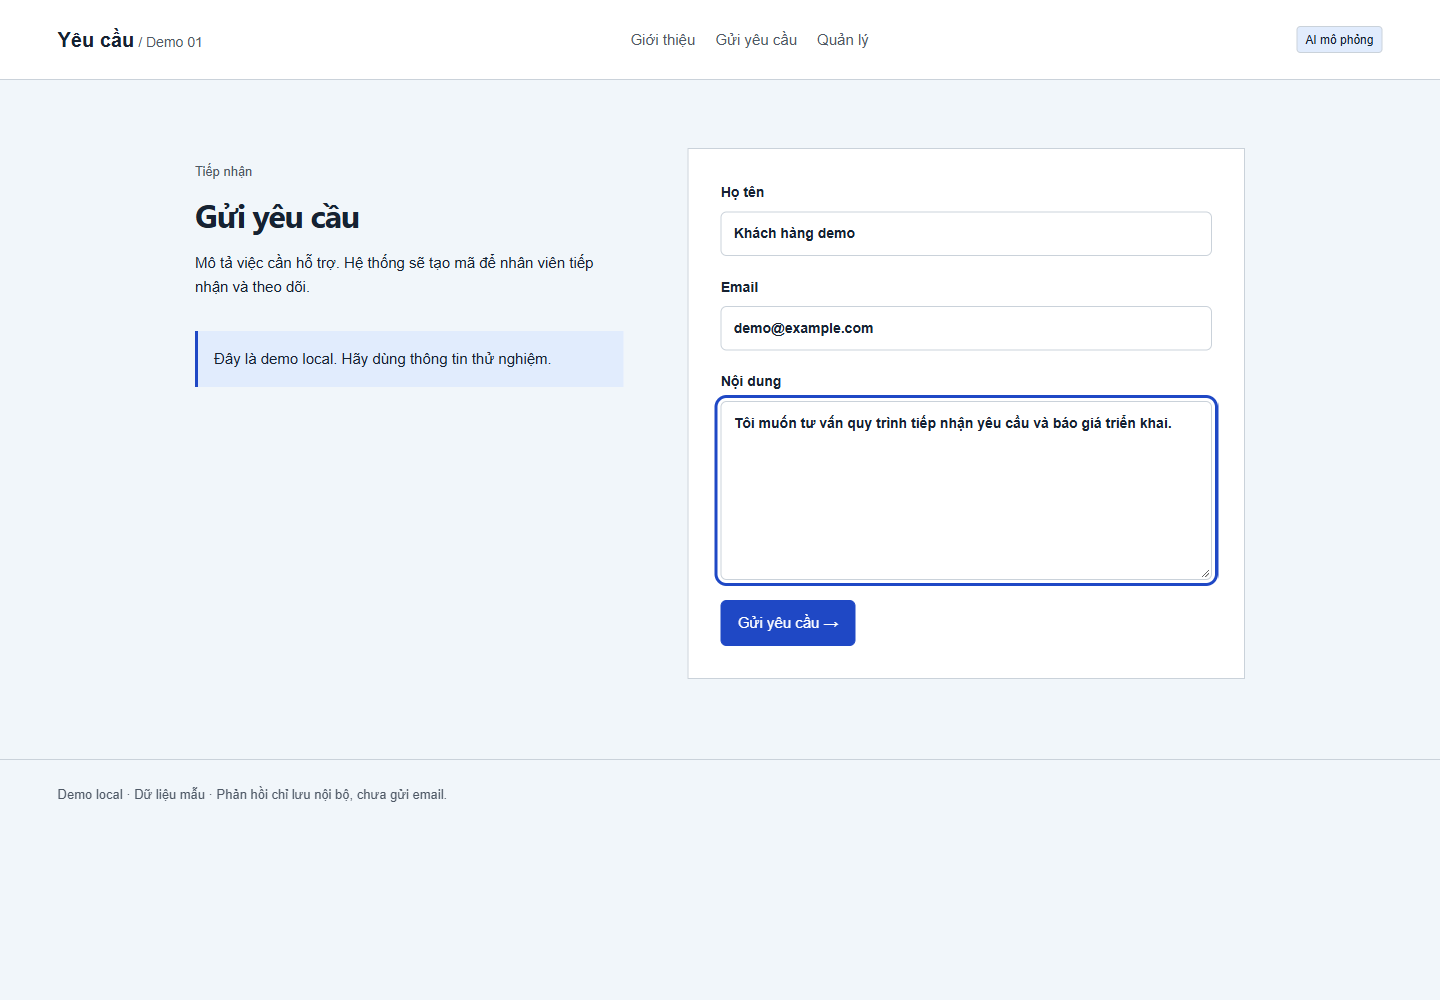 Yêu cầu / Demo 01
Giới thiệu
Gửi yêu cầu
Quản lý
AI mô phỏng
Tiếp nhận
Gửi yêu cầu
Mô tả việc cần hỗ trợ. Hệ thống sẽ tạo mã để nhân viên tiếp
nhận và theo dõi.
Đây là demo local. Hãy dùng thông tin thử nghiệm.
Họ tên
Khách hàng demo
Email
demo@example.com
Nội dung
Tôi muốn tư vấn quy trình tiếp nhận yêu cầu và báo giá triển khai.
Gửi yêu cầu →
Demo local · Dữ liệu mẫu · Phản hồi chỉ lưu nội bộ, chưa gửi email.